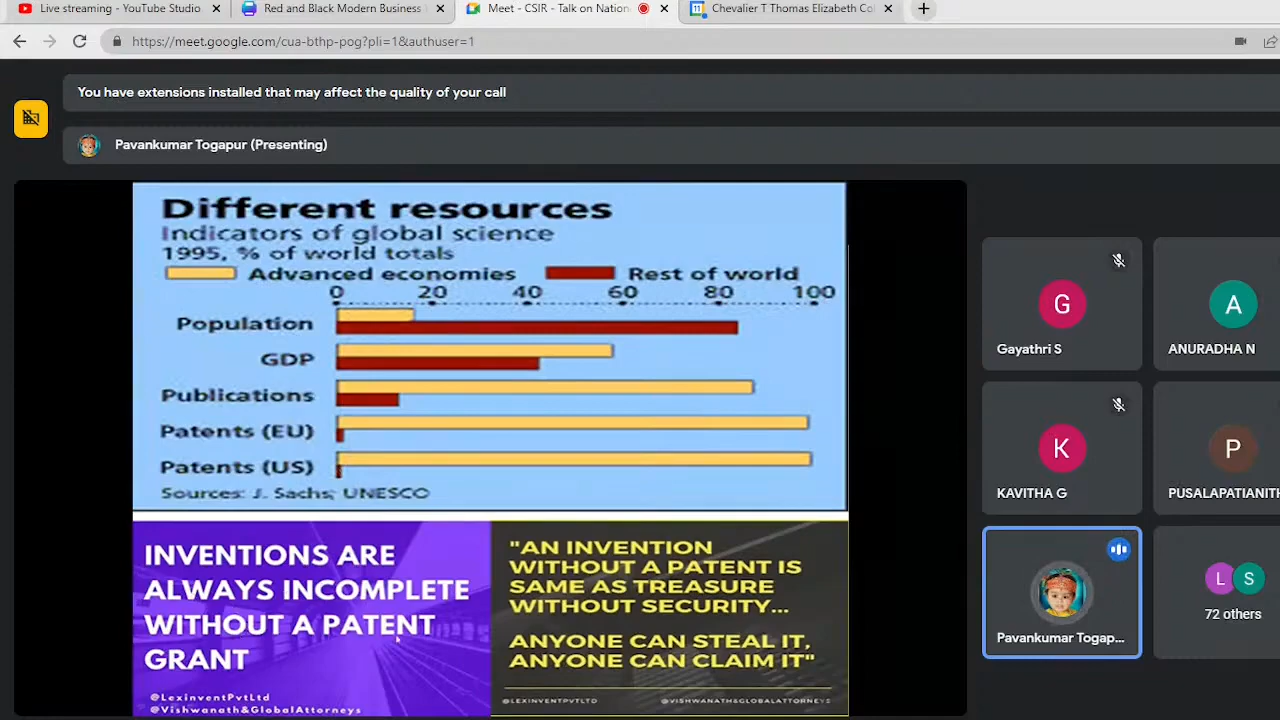 Live streaming - YouTube Studio
Red and Black Modern Business
Meet - CSIR - Talk on Nation
Chevalier T Thomas Elizabeth Col
https://meet.google.com/cua-bthp-pog?pli=1&authuser=1
You have extensions installed that may affect the quality of your call
Pavankumar Togapur (Presenting)
Different resources
Indicators of global science
1995, % of world totals
Advanced economies Rest of world
0 20 40 60 80 100
Population
GDP
Publications
Patents (EU)
Patents (US)
Sources: J. Sachs; UNESCO
INVENTIONS ARE
ALWAYS INCOMPLETE
WITHOUT A PATENT
GRANT
@LexinventPvtLtd
@Vishwanath&GlobalAttorneys
"AN INVENTION
WITHOUT A PATENT IS
SAME AS TREASURE
WITHOUT SECURITY...
ANYONE CAN STEAL IT,
ANYONE CAN CLAIM IT"
@LEXINVENTPVTLTD @VISHWANATH&GLOBALATTORNEYS
G
Gayathri S
A
ANURADHA N
K
KAVITHA G
P
PUSALAPATIANITH
Pavankumar Togap...
L S
72 others